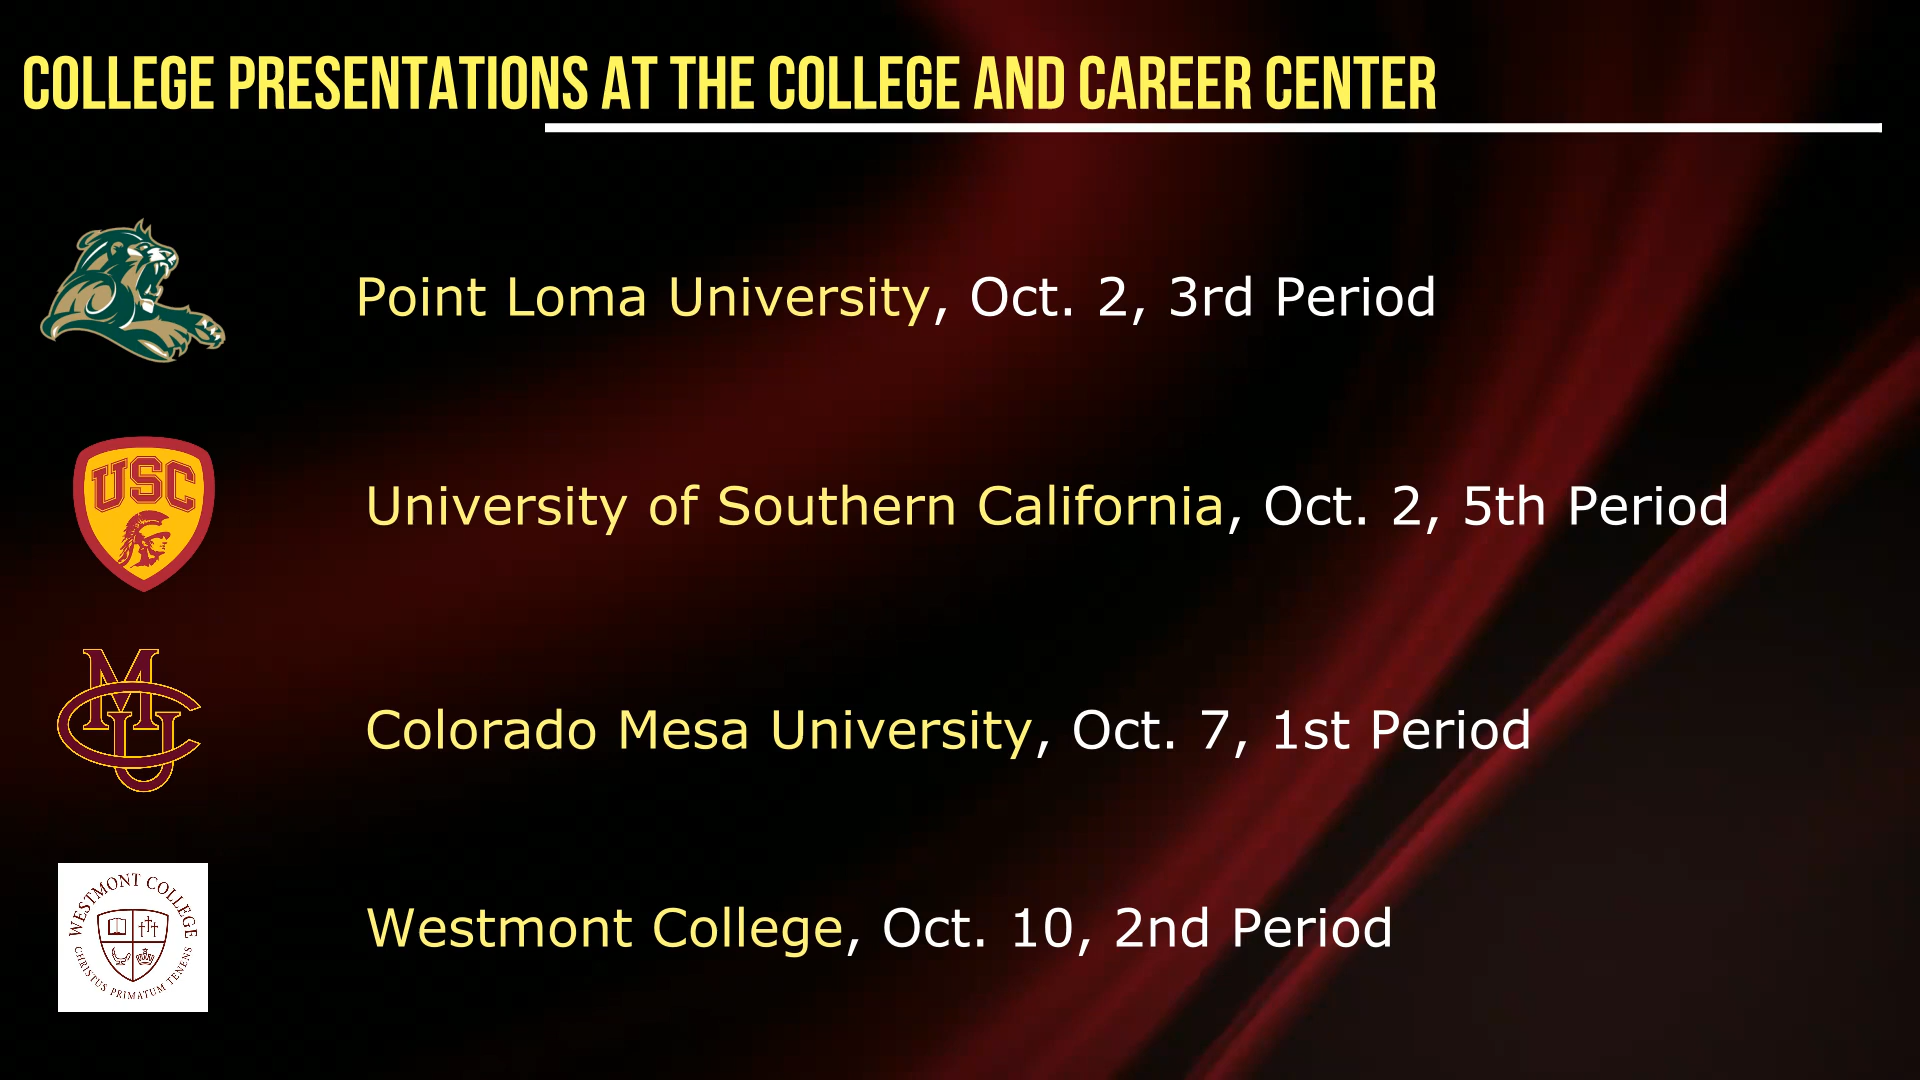 COLLEGE PRESENTATIONS AT THE COLLEGE AND CAREER CENTER
Point Loma University, Oct. 2, 3rd Period
USC
University of Southern California, Oct. 2, 5th Period
CMU
Colorado Mesa University, Oct. 7, 1st Period
WESTMONT COLLEGE
CHRISTUS PRIMATUM TENENS
Westmont College, Oct. 10, 2nd Period